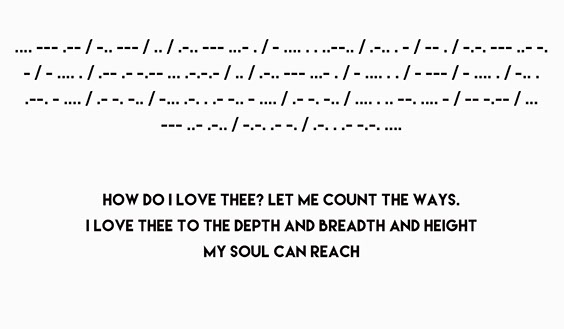 .... --- .-- / -.. --- / .. / .-.. --- ...- . / - .... . . ..--.. / .-.. . - / -- . / -.-. --- ..- -.
- / - .... . / .-- .- -.-- ... .-.-.- / .. / .-.. --- ...- . / - .... . . / - --- / - .... . / -.. .
.--. - .... / .- -. -.. / -... .-. . .- -.. - .... / .- -. -.. / .... . .. --. .... - / -- -.-- / ...
--- ..- .-.. / -.-. .- -. / .-. . .- -.-. ....
HOW DO I LOVE THEE? LET ME COUNT THE WAYS.
I LOVE THEE TO THE DEPTH AND BREADTH AND HEIGHT
MY SOUL CAN REACH